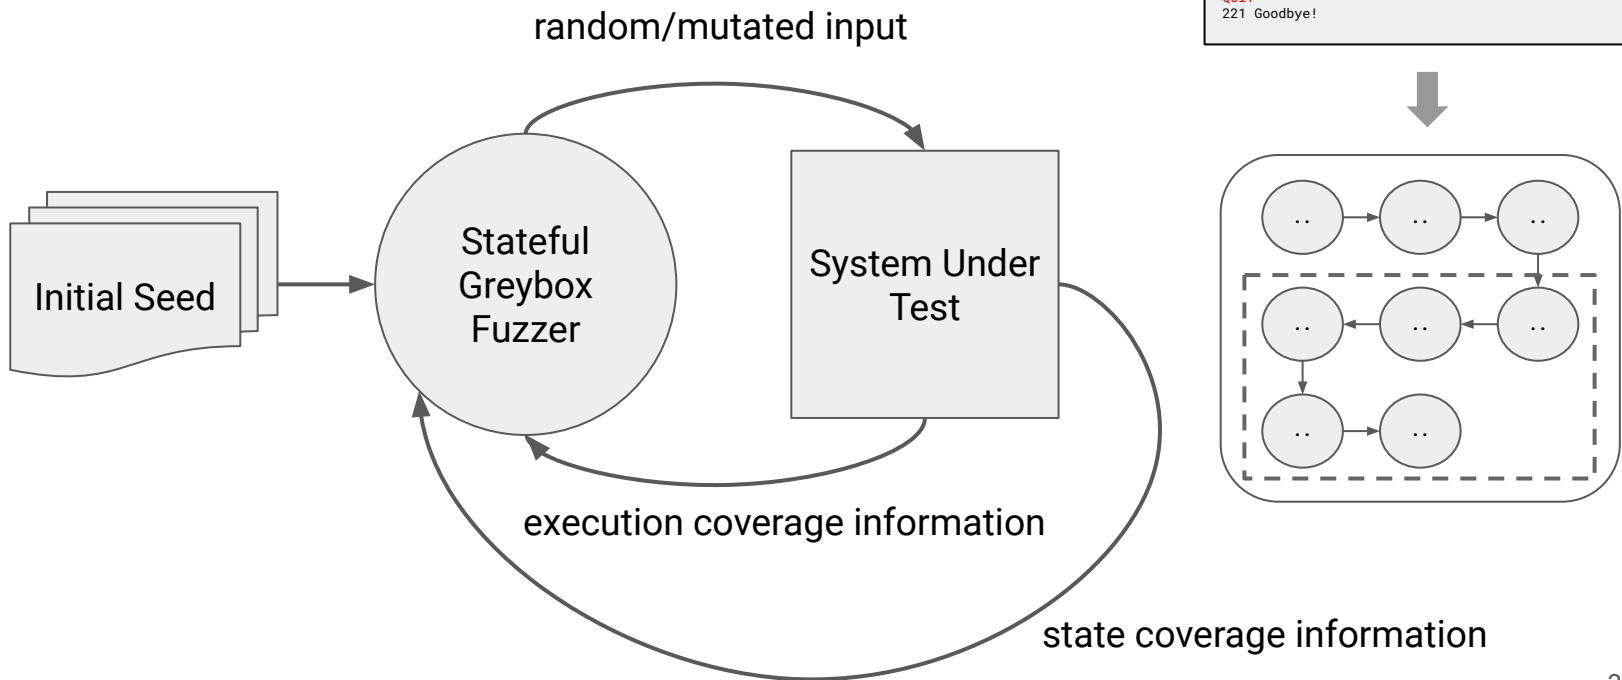 random/mutated input
221 Goodbye!
Initial Seed
Stateful
Greybox
Fuzzer
System Under
Test
..
..
..
..
..
..
..
..
execution coverage information
state coverage information